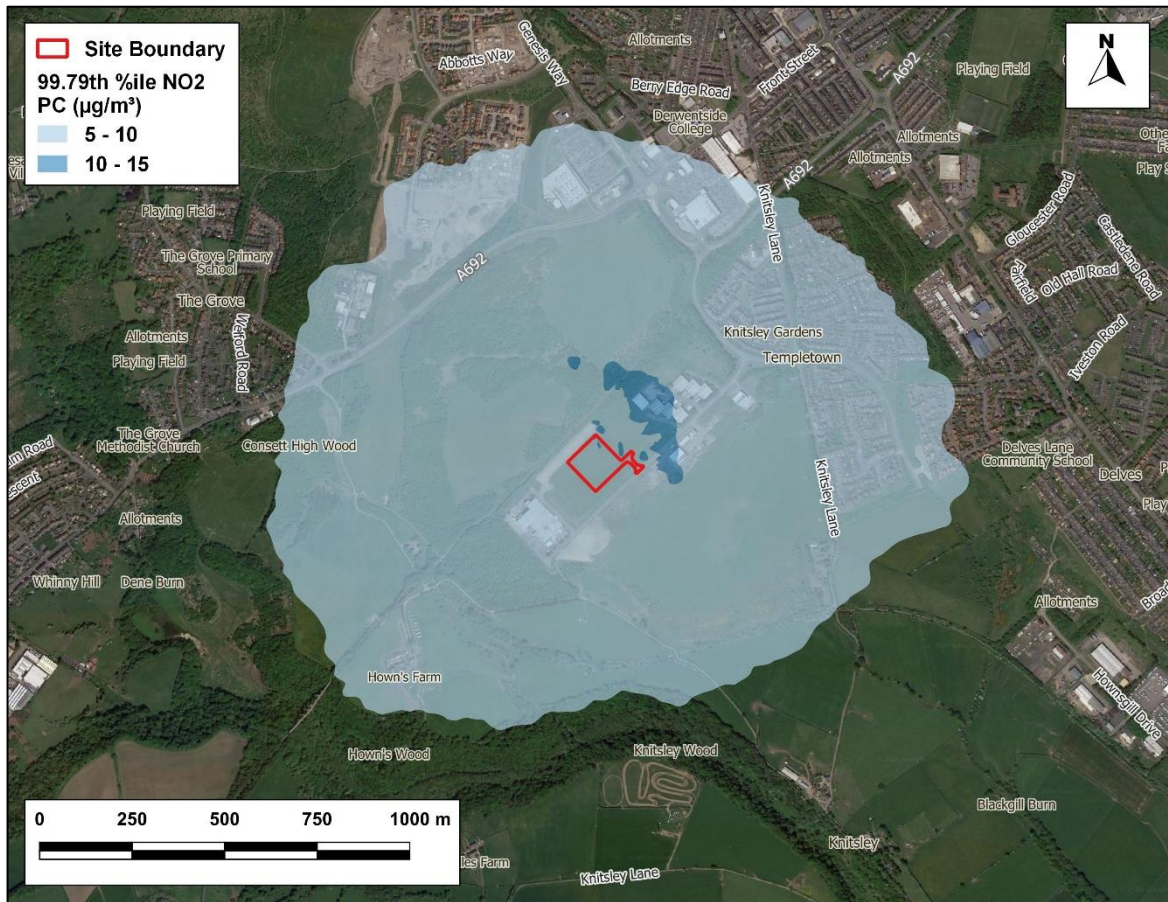 Site Boundary
99.79th %ile NO2
PC (µg/m³)
5 - 10
10 - 15
N
Genesis Way
Abbotts Way
Allotments
Front Street
A692
Playing Field
Berry Edge Road
Derwentside
College
Allotments
Allotments
A692
Knitsley Lane
Gloucester Road
Castledene Road
Fairfield
Old Hall Road
Iveston Road
Playing Field
The Grove Primary
School
The Grove
Allotments
Playing Field
Welford Road
A692
Knitsley Gardens
Templetown
The Grove
Methodist Church
Consett High Wood
Delves Lane
Community School
Delves
Knitsley Lane
Allotments
Whinny Hill
Dene Burn
Allotments
Hown's Farm
Hownsgill Drive
Hown's Wood
Knitsley Wood
Blackgill Burn
Knitsley
Knitsley Lane
0 250 500 750 1000 m